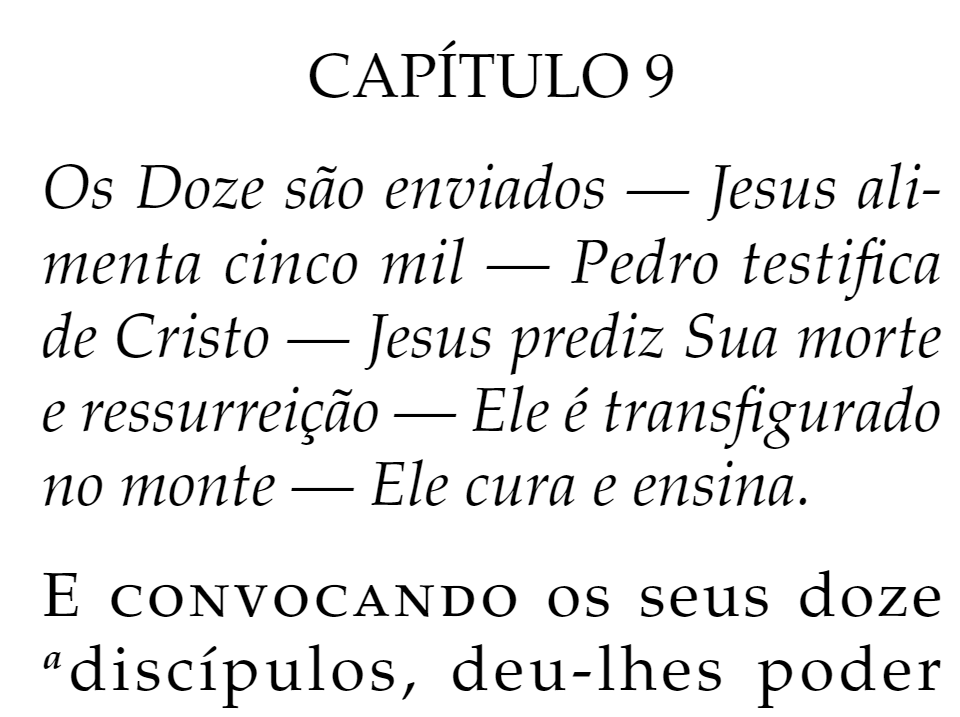 CAPÍTULO 9
Os Doze são enviados — Jesus ali-
menta cinco mil — Pedro testifica
de Cristo — Jesus prediz Sua morte
e ressurreição — Ele é transfigurado
no monte — Ele cura e ensina.
E CONVOCANDO os seus doze
a discípulos, deu-lhes poder